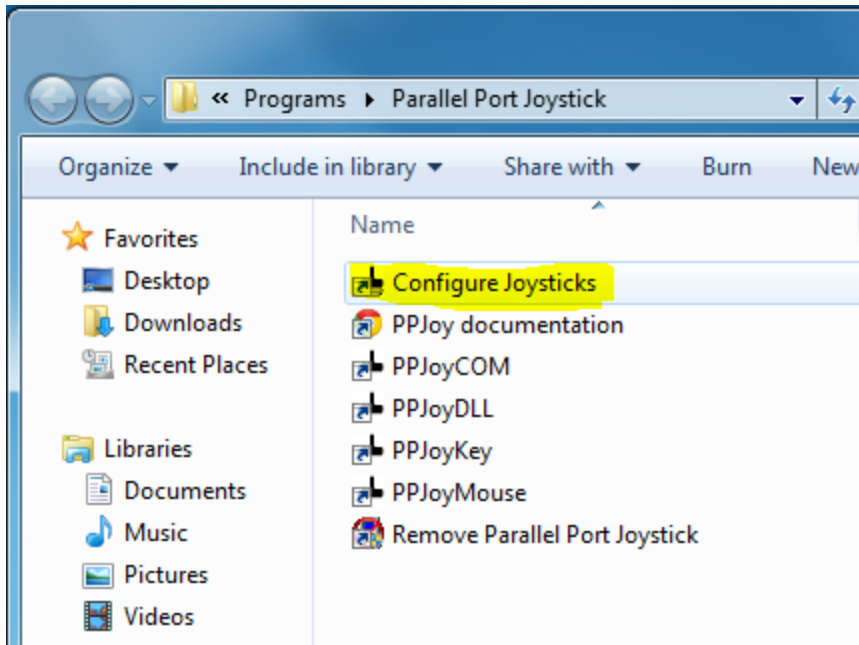 « Programs ▸ Parallel Port Joystick
Organize Include in library Share with Burn New
Favorites
Desktop
Downloads
Recent Places
Libraries
Documents
Music
Pictures
Videos
Name
Configure Joysticks
PPJoy documentation
PPJoyCOM
PPJoyDLL
PPJoyKey
PPJoyMouse
Remove Parallel Port Joystick